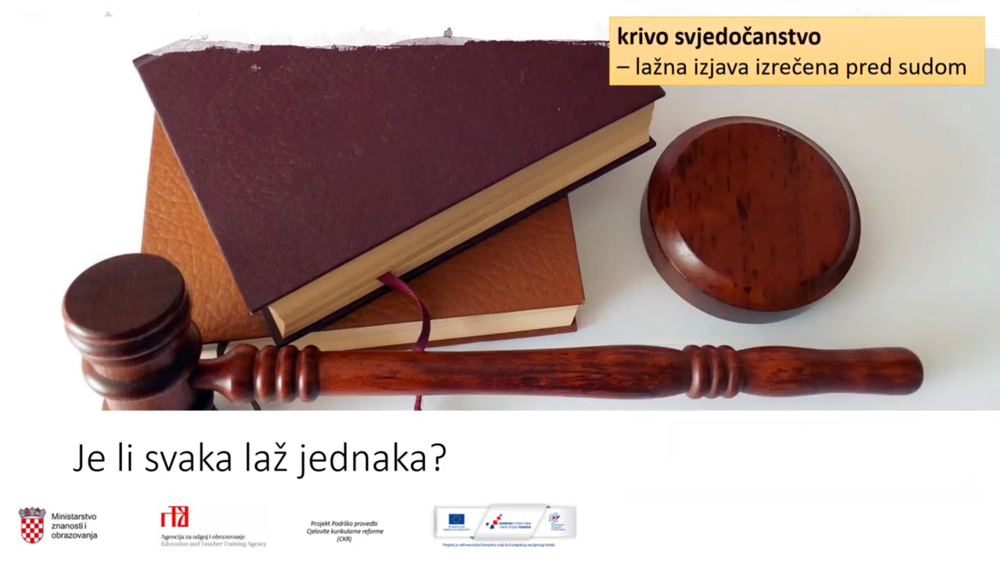 krivo svjedočanstvo
– lažna izjava izrečena pred sudom
Je li svaka laž jednaka?
Ministarstvo
znanosti i
obrazovanja
Agencija za odgoj i obrazovanje
Education and Teacher Training Agency
Projekt Podrška provedbi
Cjelovite kurikularne reforme
(CKR)
EUROPSKI STRUKTURNI
I INVESTICIJSKI FONDOVI
Projekt je sufinancirala Europska unija iz Europskog socijalnog fonda.